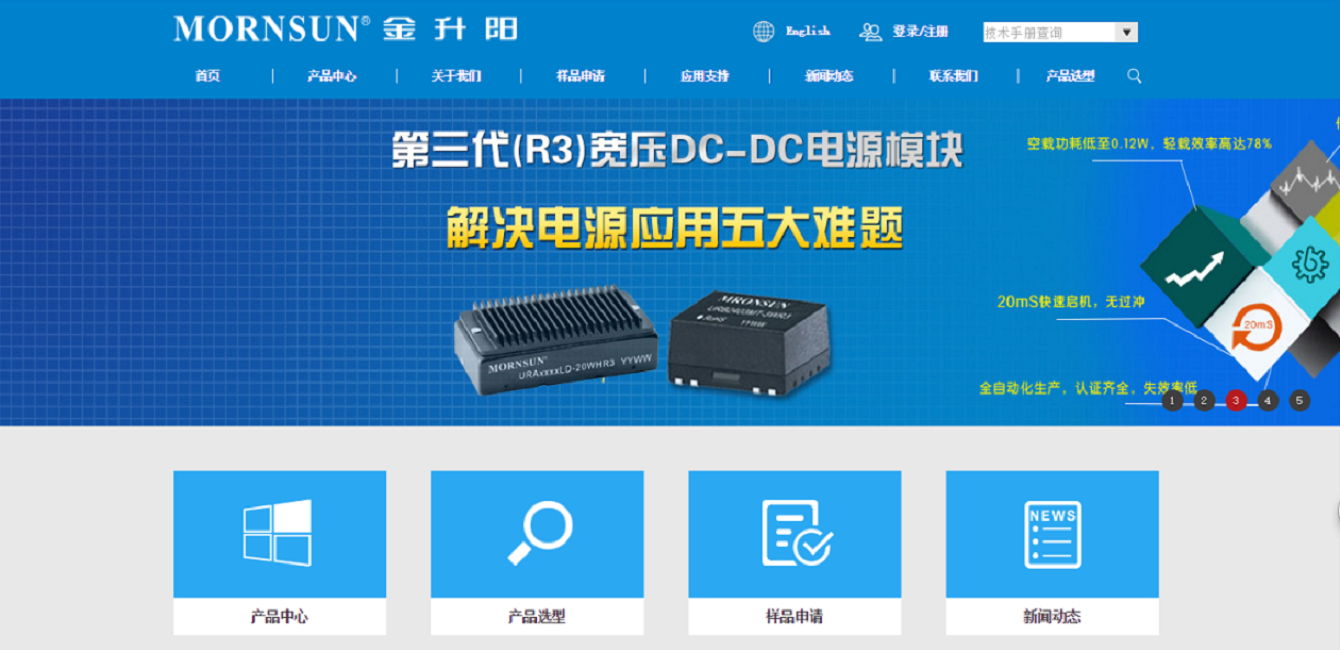 MORNSUN® 金升阳
English 登录/注册 技术手册查询
首页 | 产品中心 | 关于我们 | 样品申请 | 应用支持 | 新闻动态 | 联系我们 | 产品选型
第三代(R3)宽压DC-DC电源模块
空载功耗低至0.12W，轻载效率高达78%
解决电源应用五大难题
20mS快速启机，无过冲
20mS
MORNSUN®
URAxxxxLD-20WHR3 YYWW
MRONSUN
RoHS YYWW
全自动化生产，认证齐全，失效率低
1 2 3 4 5
NEWS
产品中心 产品选型 样品申请 新闻动态